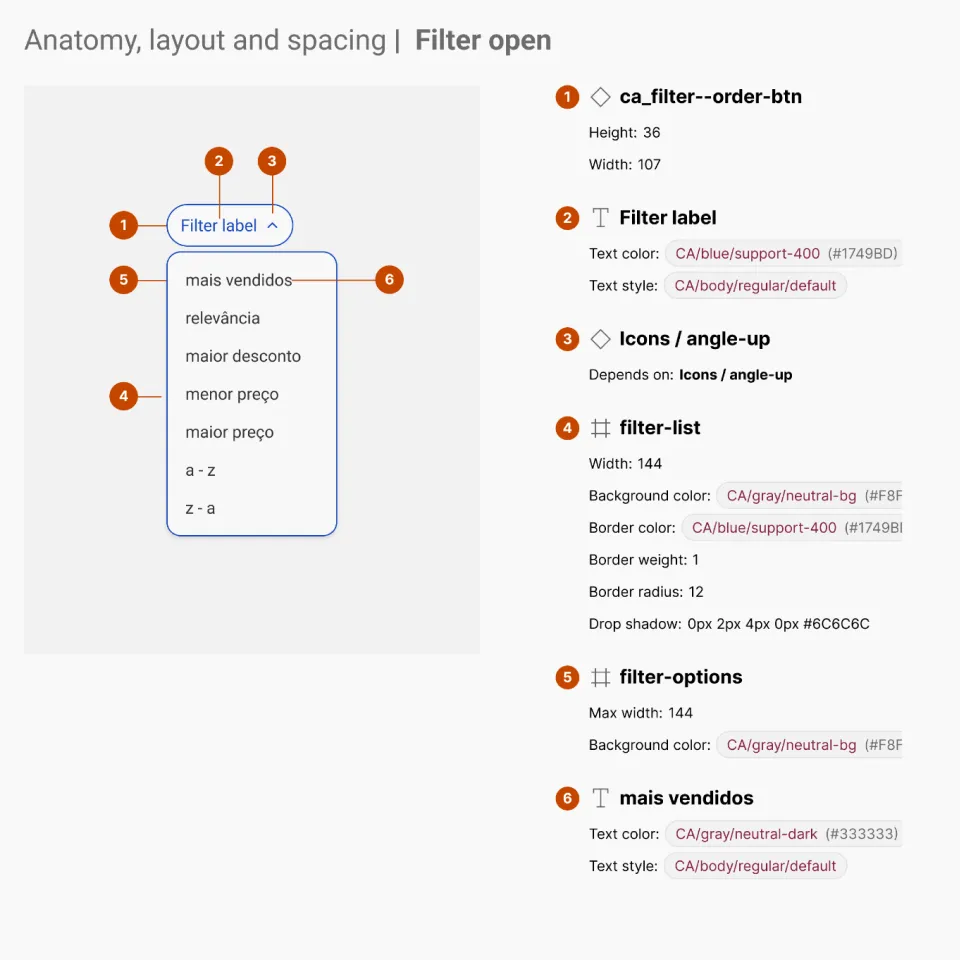 Anatomy, layout and spacing | Filter open
2
3
1
Filter label
5
mais vendidos
6
relevância
maior desconto
4
menor preço
maior preço
a - z
z - a
1 ca_filter--order-btn
Height: 36
Width: 107
2 Filter label
Text color: CA/blue/support-400 (#1749BD)
Text style: CA/body/regular/default
3 Icons / angle-up
Depends on: Icons / angle-up
4 filter-list
Width: 144
Background color: CA/gray/neutral-bg (#F8F
Border color: CA/blue/support-400 (#1749B
Border weight: 1
Border radius: 12
Drop shadow: 0px 2px 4px 0px #6C6C6C
5 filter-options
Max width: 144
Background color: CA/gray/neutral-bg (#F8F
6 mais vendidos
Text color: CA/gray/neutral-dark (#333333)
Text style: CA/body/regular/default